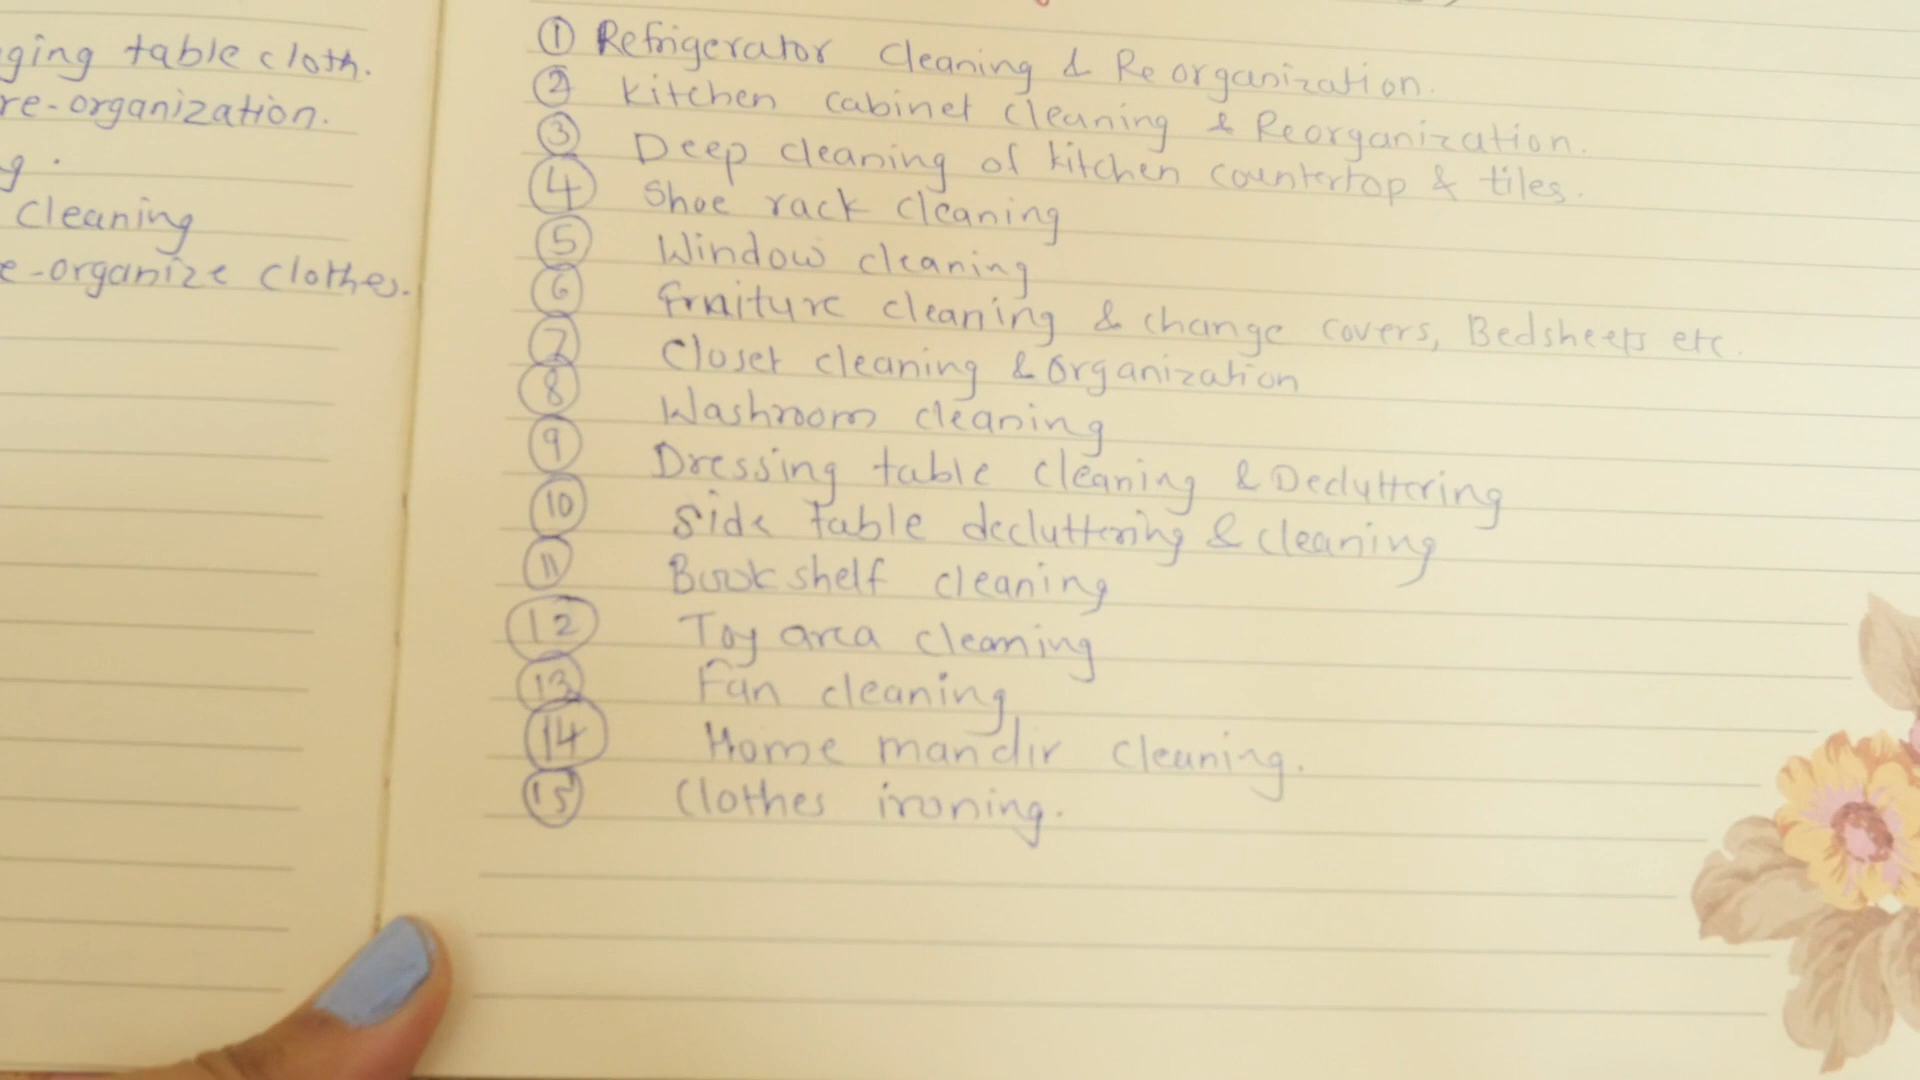 ging table cloth.
re-organization.
g.
Cleaning
e-organize clothes.
① Refrigerator Cleaning & Reorganization.
② Kitchen cabinet cleaning & Reorganization.
③ Deep cleaning of kitchen countertop & tiles.
④ Shoe rack cleaning
⑤ Window cleaning
⑥ Frniture cleaning & change covers, Bedsheets etc.
⑦ Closet cleaning & organization
⑧ Washroom cleaning
⑨ Dressing table cleaning & Decluttering
⑩ Side table decluttering & cleaning
⑪ Book shelf cleaning
⑫ Toy area cleaning
⑬ Fan cleaning
⑭ Home mandir cleaning.
⑮ Clothes ironing.